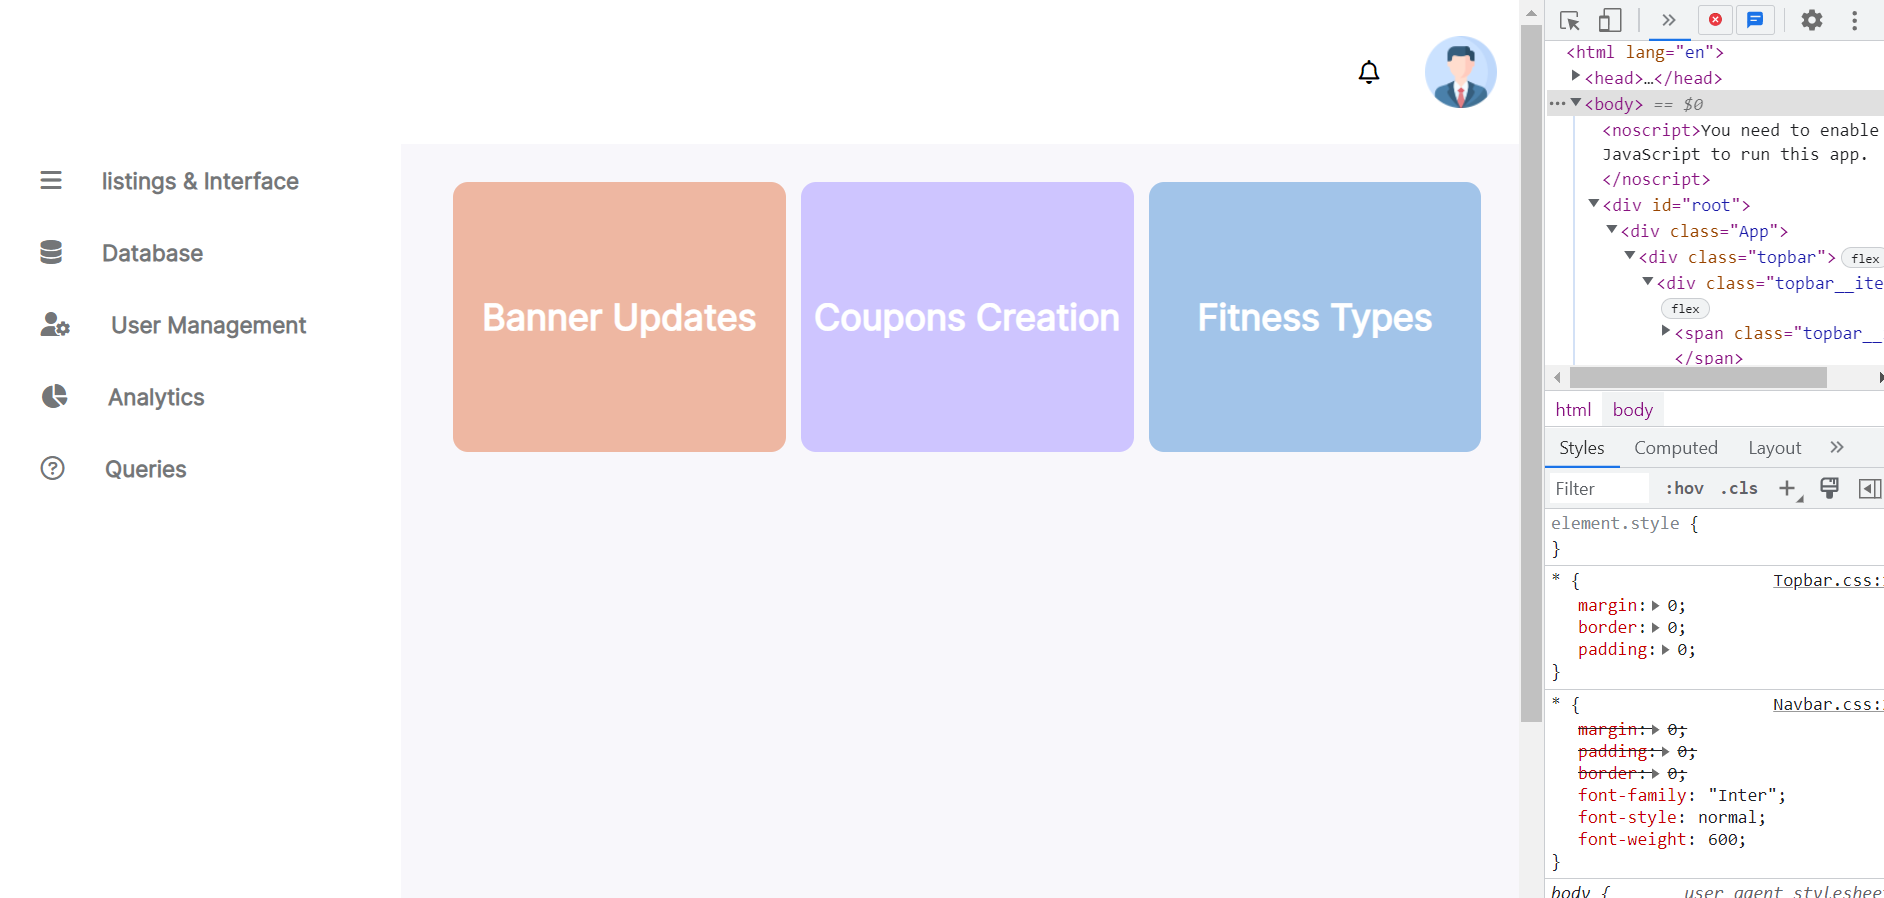 listings & Interface
Database
User Management
Analytics
Queries
Banner Updates
Coupons Creation
Fitness Types
<html lang="en">
<head>…</head>
<body> == $0
<noscript>You need to enable
JavaScript to run this app.
</noscript>
<div id="root">
<div class="App">
<div class="topbar"> flex
<div class="topbar__ite
flex
<span class="topbar__
</span>
html body
Styles Computed Layout
Filter :hov .cls
element.style {
}
* { Topbar.css:
margin: 0;
border: 0;
padding: 0;
}
* { Navbar.css:
margin: 0;
padding: 0;
border: 0;
font-family: "Inter";
font-style: normal;
font-weight: 600;
}
body { user agent styleshee